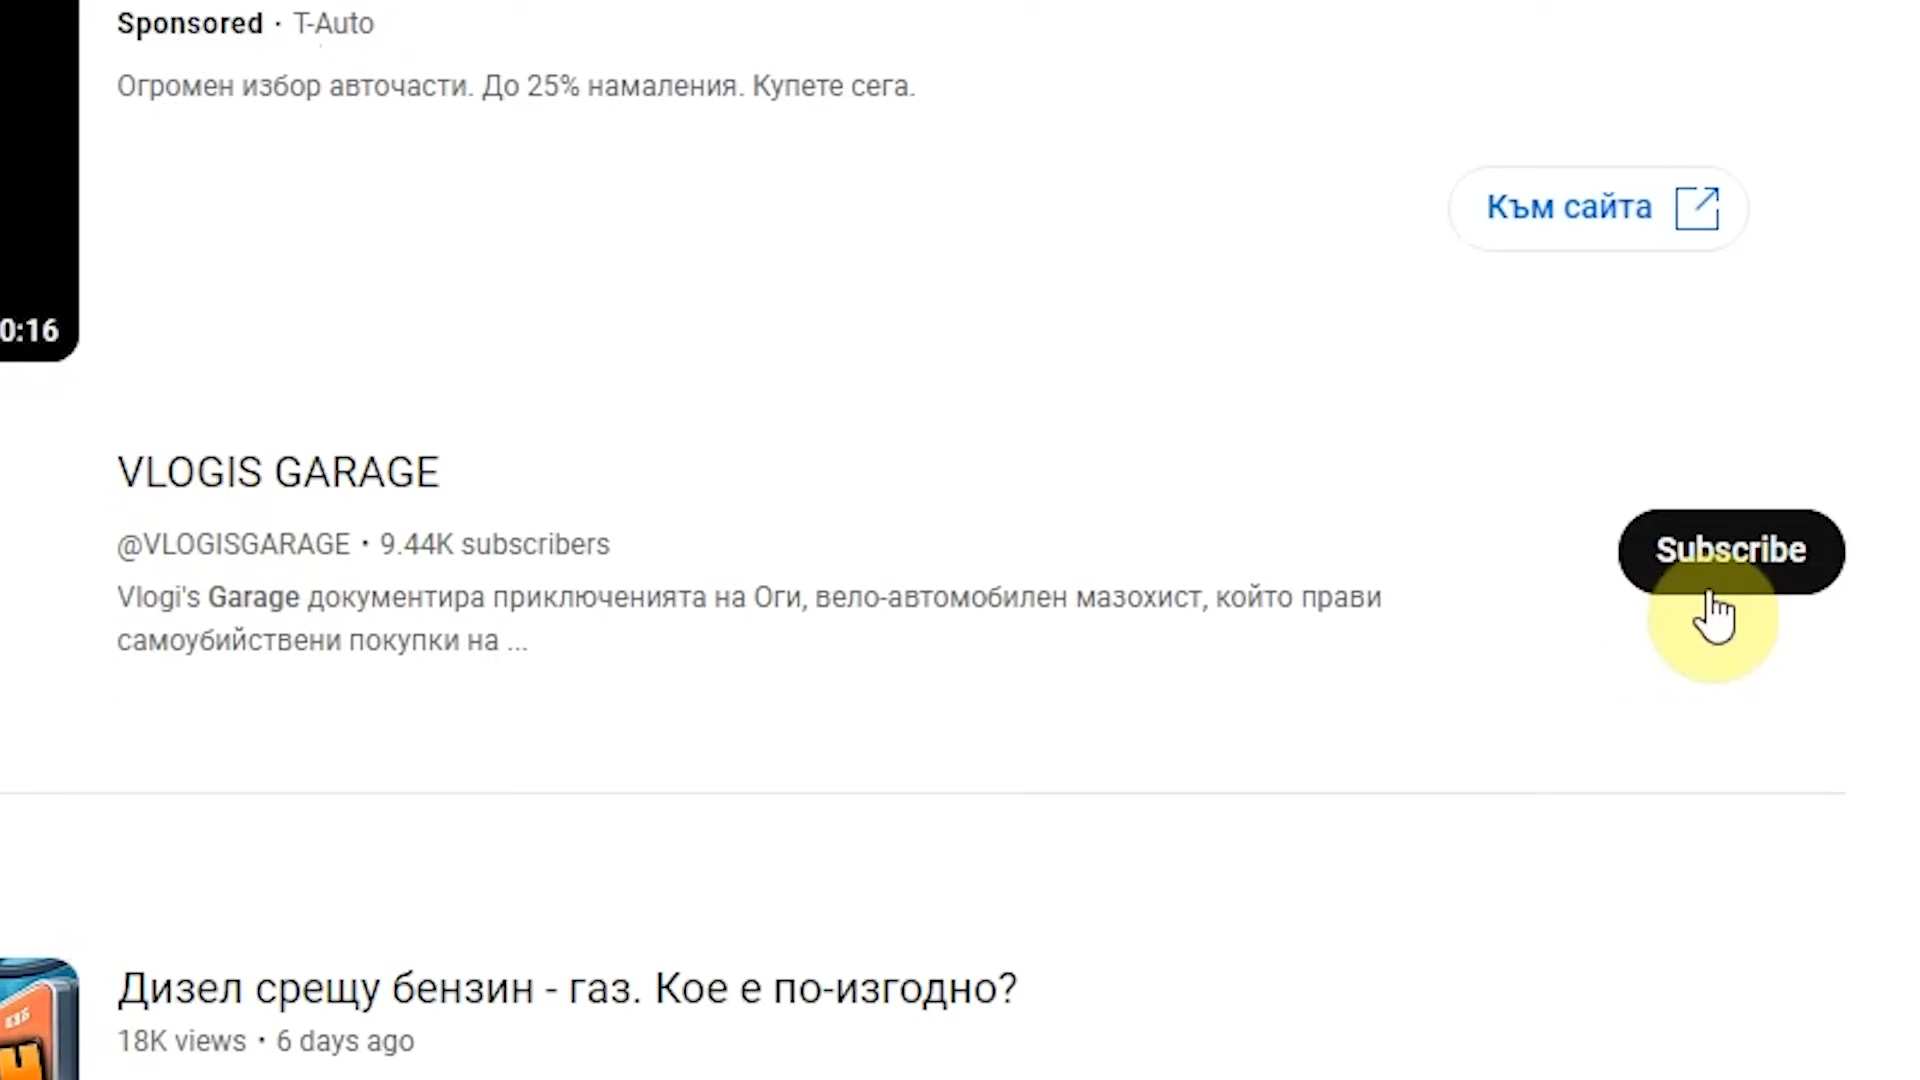 Sponsored · T-Auto
Огромен избор авточасти. До 25% намаления. Купете сега.
Към сайта
0:16
VLOGIS GARAGE
@VLOGISGARAGE • 9.44K subscribers
Subscribe
Vlogi's Garage документира приключенията на Оги, вело-автомобилен мазохист, който прави
самоубийствени покупки на ...
Дизел срещу бензин - газ. Кое е по-изгодно?
18K views • 6 days ago